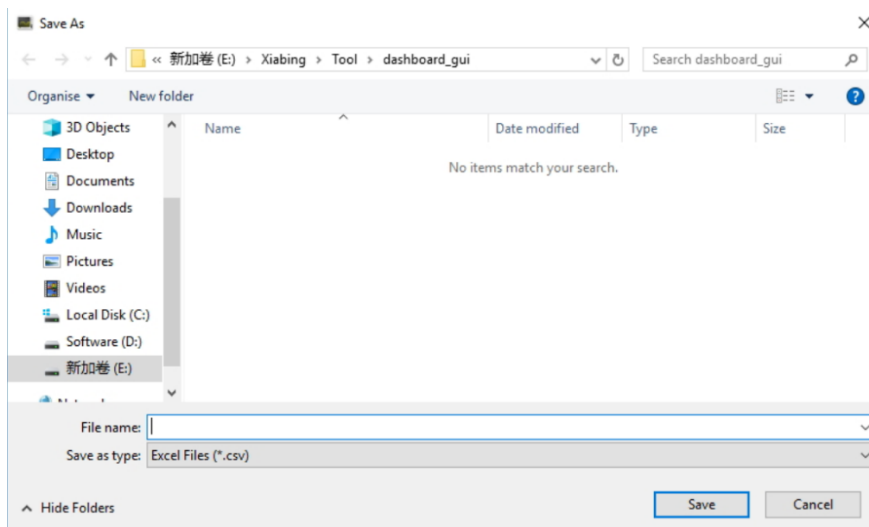 Save As
« 新加卷 (E:) > Xiabing > Tool > dashboard_gui
Search dashboard_gui
Organise
New folder
Name
Date modified
Type
Size
No items match your search.
3D Objects
Desktop
Documents
Downloads
Music
Pictures
Videos
Local Disk (C:)
Software (D:)
新加卷 (E:)
File name:
Save as type: Excel Files (*.csv)
Hide Folders
Save
Cancel